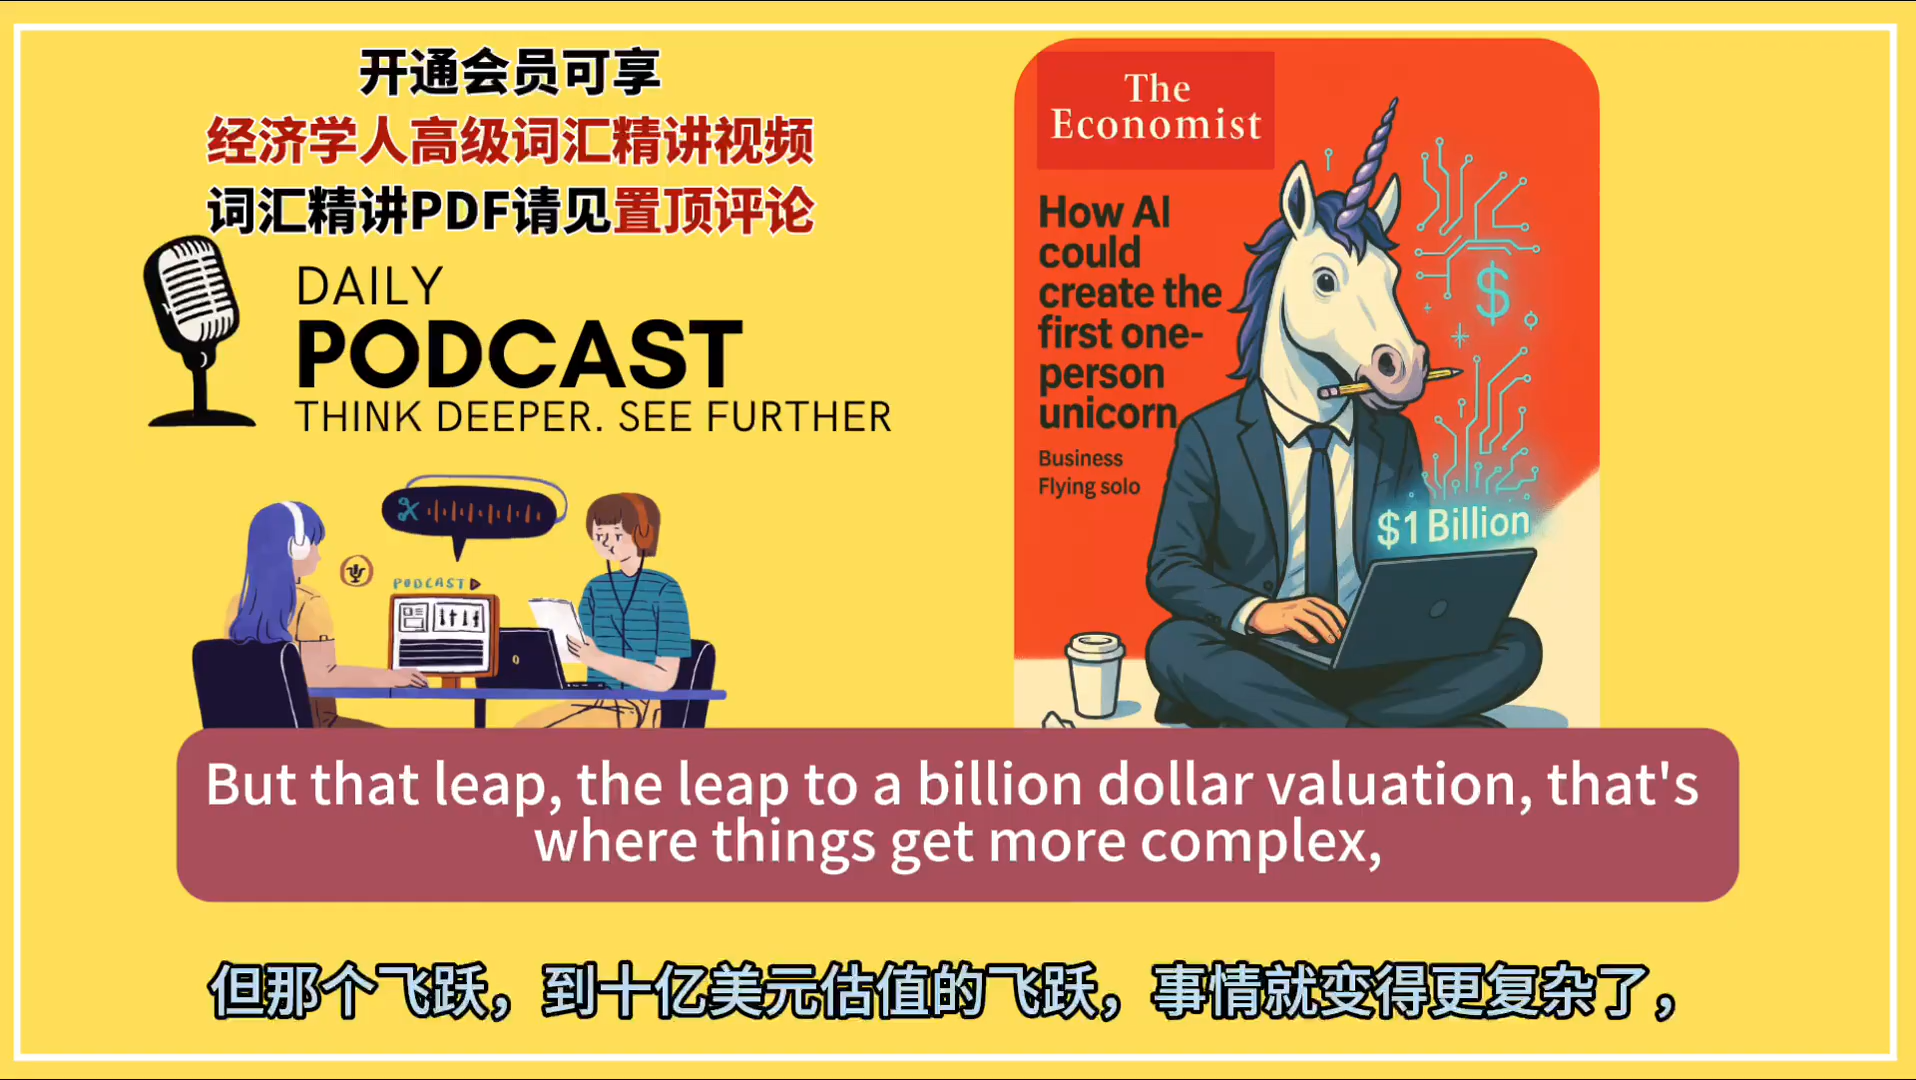 开通会员可享
经济学人高级词汇精讲视频
词汇精讲PDF请见置顶评论
DAILY
PODCAST
THINK DEEPER. SEE FURTHER
PODCAST
The
Economist
How AI
could
create the
first one-
person
unicorn
Business
Flying solo
$
$1 Billion
But that leap, the leap to a billion dollar valuation, that's
where things get more complex,
但那个飞跃，到十亿美元估值的飞跃，事情就变得更复杂了，